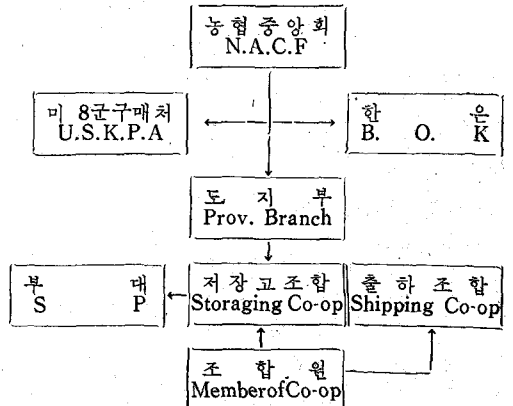 농협중앙회
N.A.C.F
미 8군구매처
U.S.K.P.A
한 은
B. O. K
도 지 부
Prov. Branch
부 대
S P
저장고조합
Storaging Co-op
출하조합
Shipping Co-op
조 합 원
MemberofCo-op